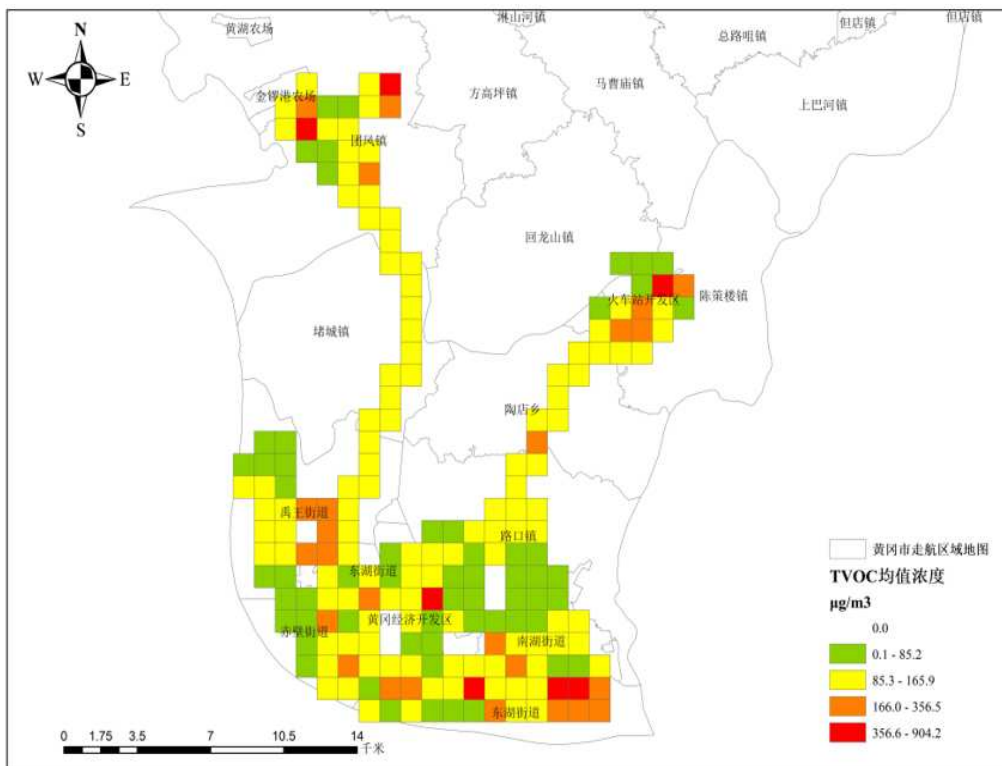 淋山河镇
但店镇
但店镇
黄湖农场
总路咀镇
N
W
E
S
马曹庙镇
金锣港农场
方高坪镇
上巴河镇
团风镇
回龙山镇
火车站开发区
陈策楼镇
堵城镇
陶店乡
禹王街道
路口镇
东湖街道
黄冈经济开发区
赤壁街道
南湖街道
东湖街道
黄冈市走航区域地图
TVOC均值浓度
μg/m3
0.0
0.1 - 85.2
85.3 - 165.9
166.0 - 356.5
356.6 - 904.2
0 1.75 3.5 7 10.5 14
千米